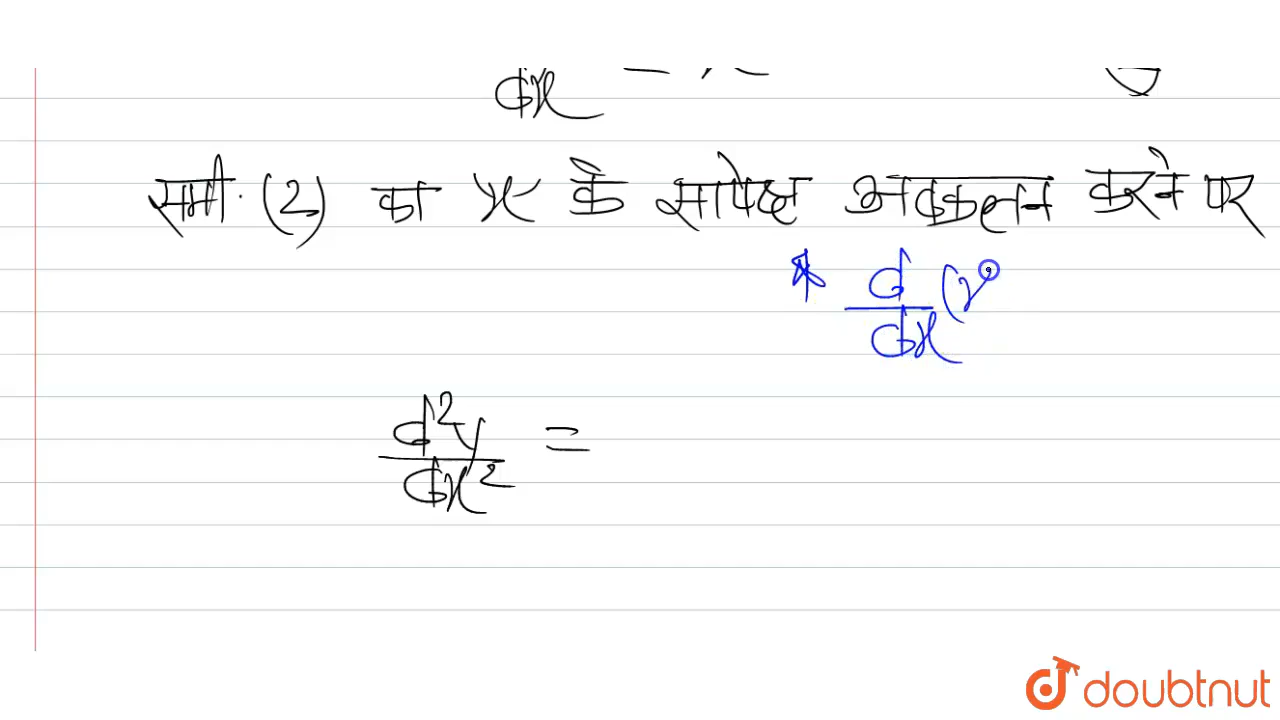 dx
समी. (2) का x के सापेक्ष अवकलन करने पर
* d/dx (x
d²y/dx² =
doubtnut